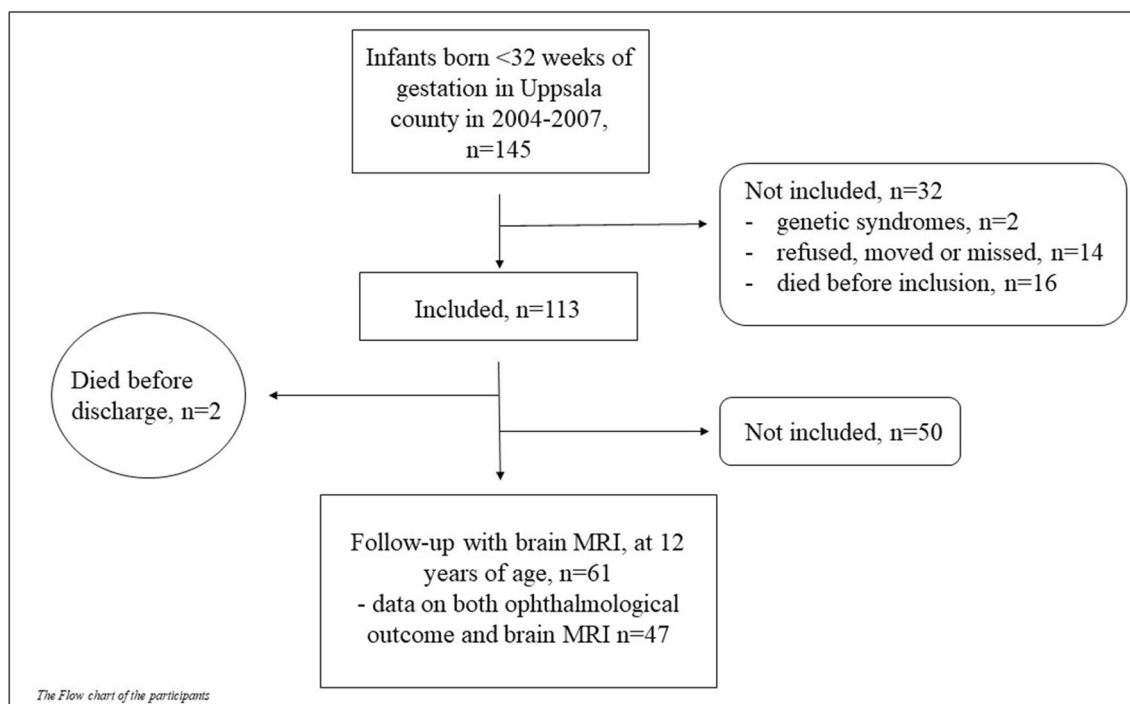 Infants born <32 weeks of
gestation in Uppsala
county in 2004-2007,
n=145
Not included, n=32
- genetic syndromes, n=2
- refused, moved or missed, n=14
- died before inclusion, n=16
Included, n=113
Died before
discharge, n=2
Not included, n=50
Follow-up with brain MRI, at 12
years of age, n=61
- data on both ophthalmological
outcome and brain MRI n=47
The Flow chart of the participants